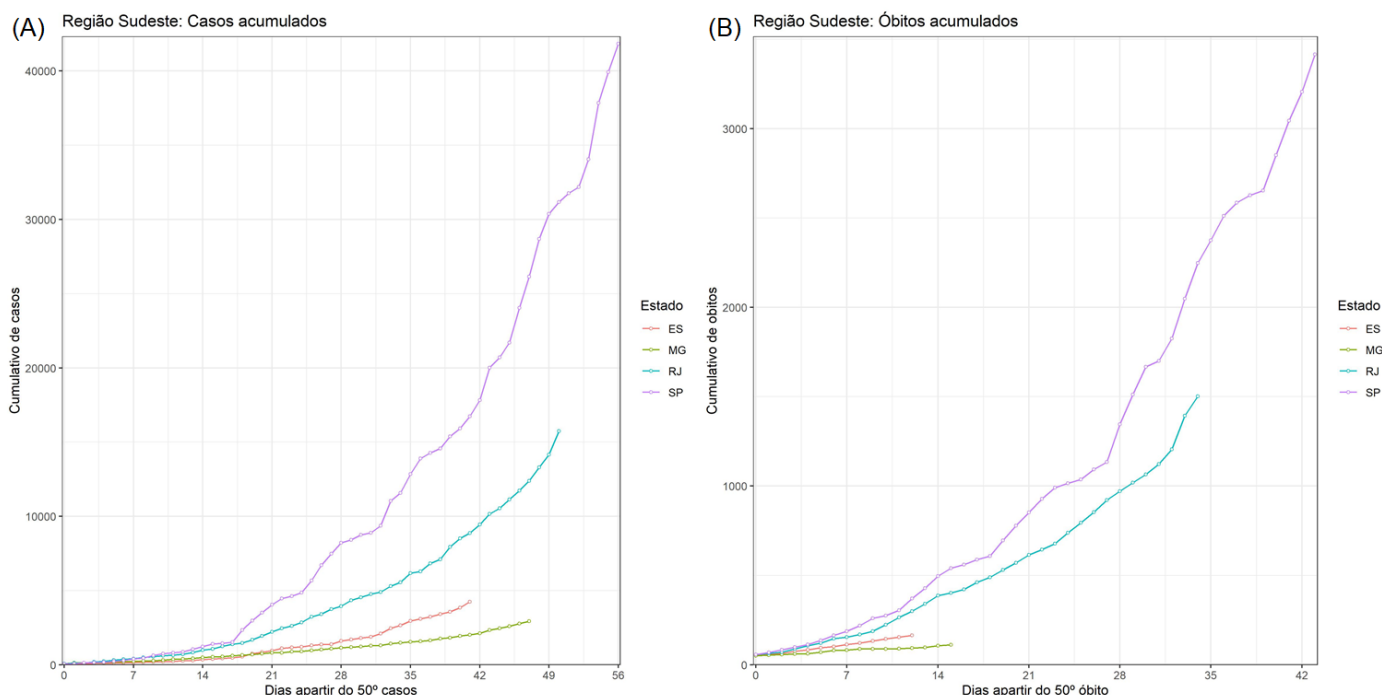 (A)
Região Sudeste: Casos acumulados
Cumulativo de casos
40000
30000
20000
10000
0
0 7 14 21 28 35 42 49 56
Dias apartir do 50º casos
Estado
ES
MG
RJ
SP
(B)
Região Sudeste: Óbitos acumulados
Cumulativo de obitos
3000
2000
1000
0
0 7 14 21 28 35 42
Dias apartir do 50º óbito
Estado
ES
MG
RJ
SP